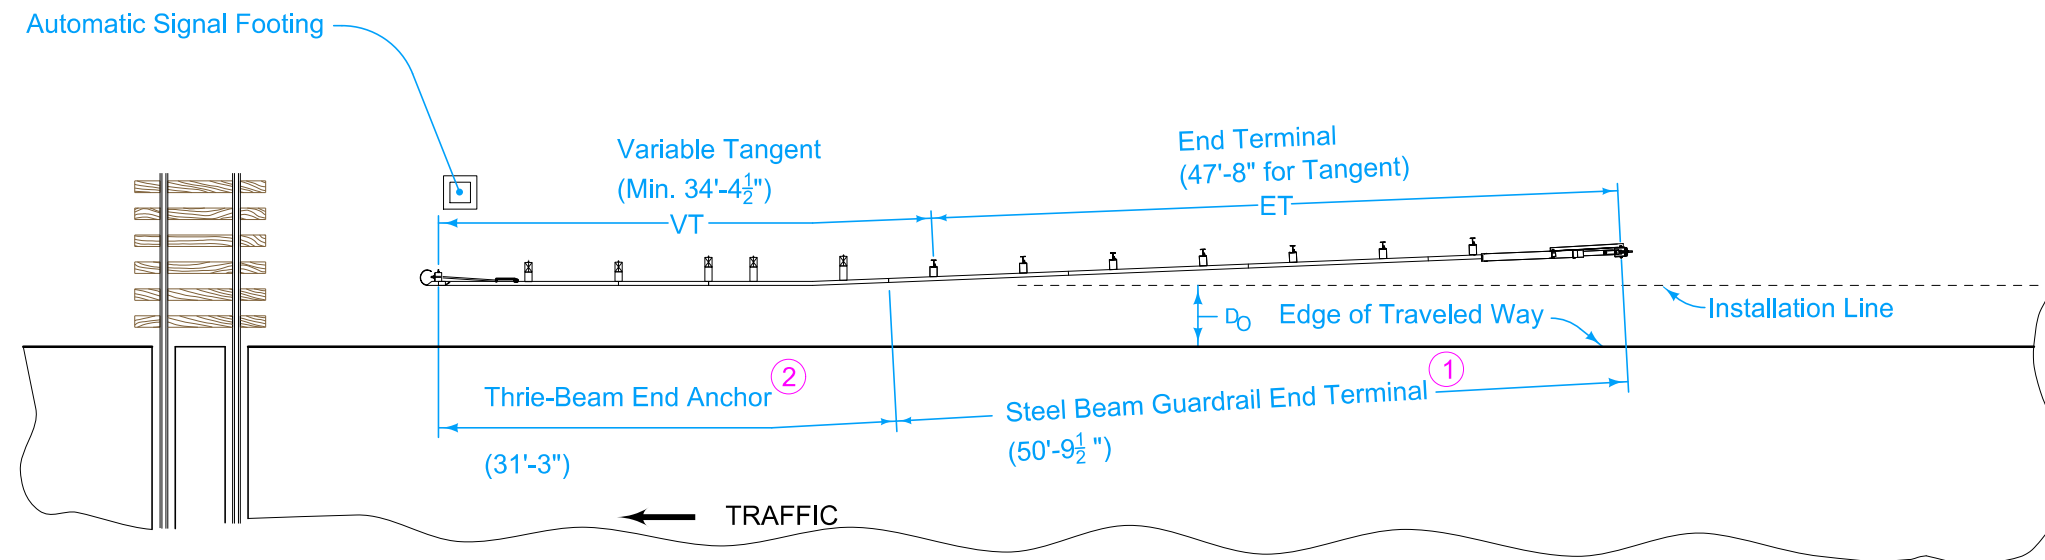 Automatic Signal Footing
Variable Tangent
(Min. 34'-4½")
VT
End Terminal
(47'-8" for Tangent)
ET
Installation Line
D₀
Edge of Traveled Way
Thrie-Beam End Anchor 2
(31'-3")
Steel Beam Guardrail End Terminal 1
(50'-9½ ")
TRAFFIC